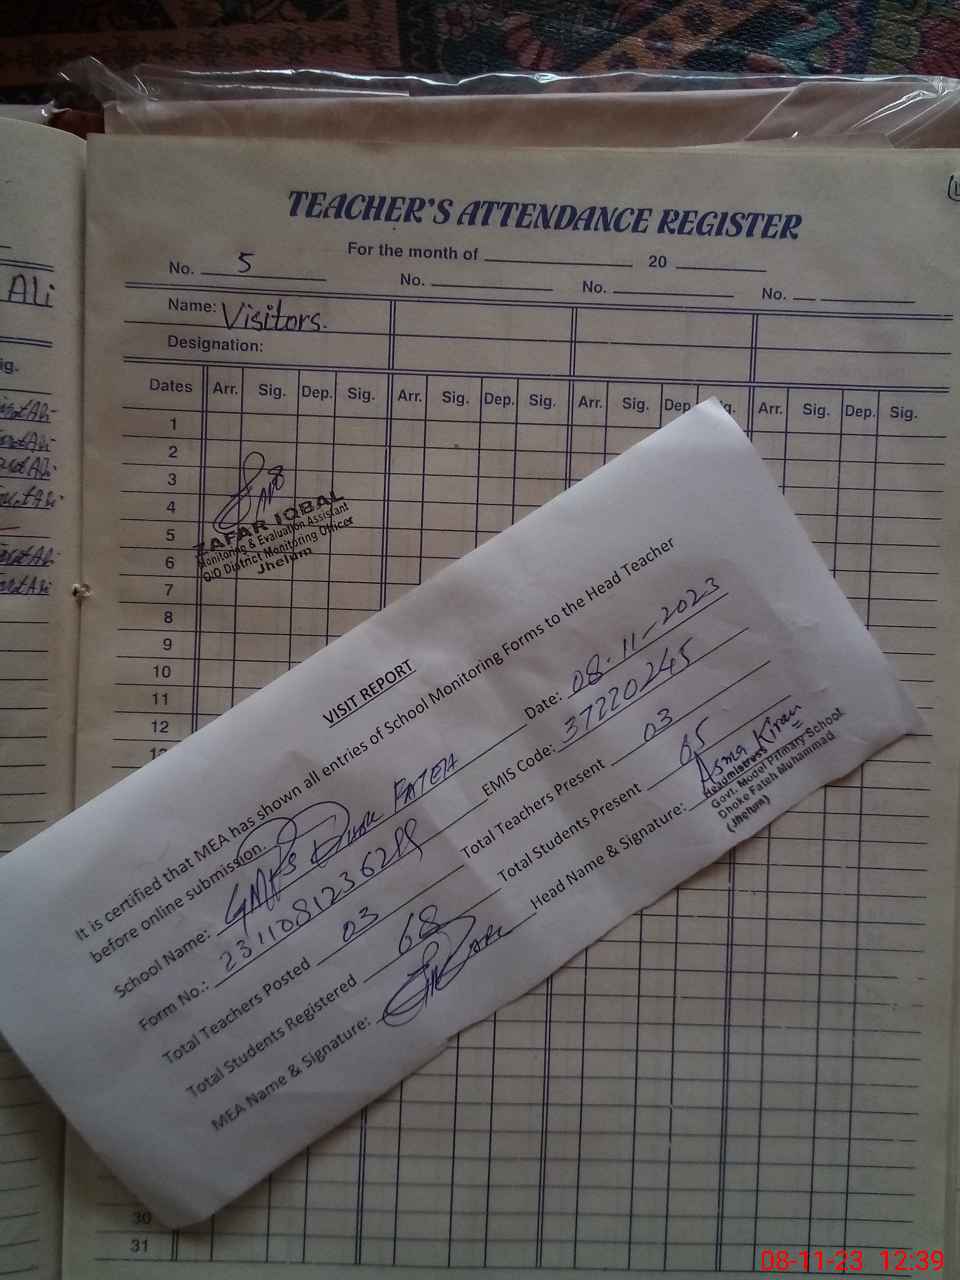 TEACHER'S ATTENDANCE REGISTER
For the month of 20
No. 5 No. No. No.
Name: Visitors.
Designation:
Dates Arr. Sig. Dep. Sig. Arr. Sig. Dep. Sig. Arr. Sig. Dep. Arr. Sig. Dep. Sig.
1
2
3
4
5
6
7
8
9
10
11
12
30
31
Ali
ig.
ZAFAR IQBAL
Monitoring & Evaluation Assistant
O/O District Monitoring Officer
Jhelum
VISIT REPORT
It is certified that MEA has shown all entries of School Monitoring Forms to the Head Teacher
before online submission.
Date: 08-11-2023
School Name: GMPS Dhok FATEH
EMIS Code: 37220245
Form No.:
Total Teachers Present 03
Total Teachers Posted 03
Total Students Present 65
Total Students Registered 68
Head Name & Signature: Asma Kiran
Headmistress
Govt. Model Primary School
Dhoke Fateh Muhammad
(Jhelum)
MEA Name & Signature:
08-11-23 12:39